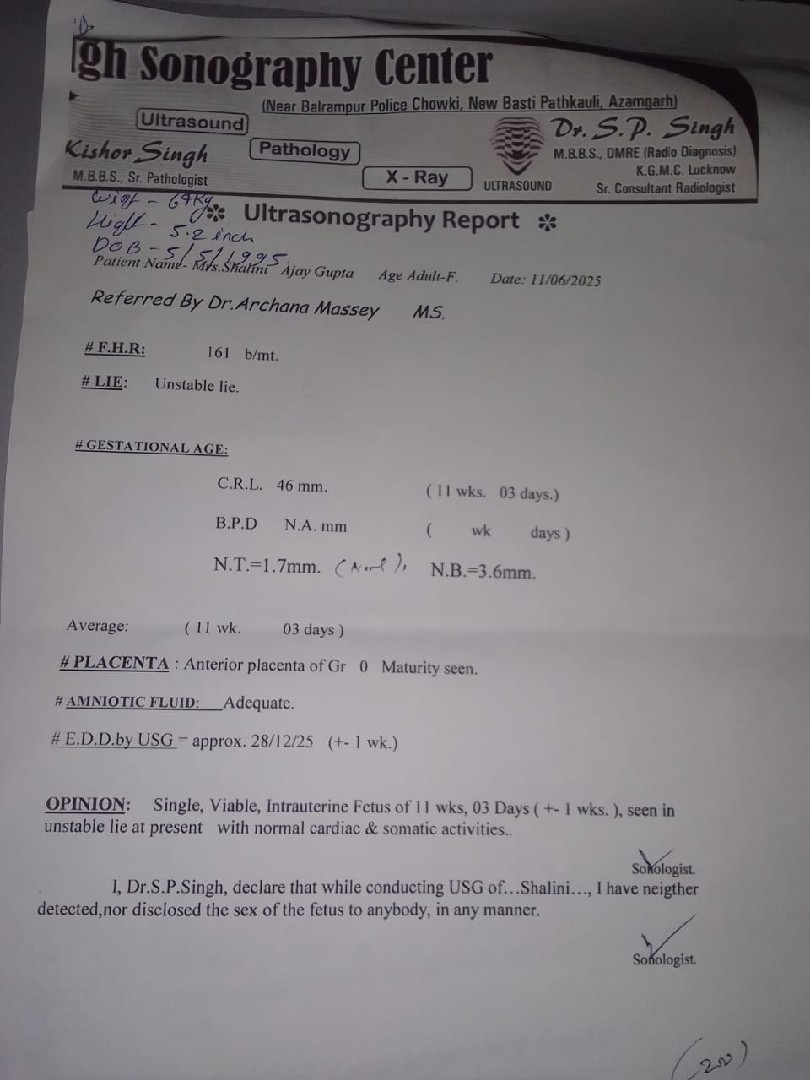 gh Sonography Center
(Near Balrampur Police Chowki, New Basti Pathkauli, Azamgarh)
Ultrasound
Kishor Singh
M.B.B.S., Sr. Pathologist
Pathology
X - Ray
ULTRASOUND
Dr. S.P. Singh
M.B.B.S., DMRE (Radio Diagnosis)
K.G.M.C. Lucknow
Sr. Consultant Radiologist
Hight - 5.2 inch
DOB - 5/5/1995
Ultrasonography Report
Patient Name- Mrs.Shalini Ajay Gupta Age Adult-F. Date: 11/06/2025
Referred By Dr.Archana Massey MS.
# F.H.R: 161 b/mt.
# LIE: Unstable lie.
# GESTATIONAL AGE:
C.R.L. 46 mm. ( 11 wks. 03 days.)
B.P.D N.A. mm ( wk days )
N.T.=1.7mm. N.B.=3.6mm.
Average: ( 11 wk. 03 days )
# PLACENTA : Anterior placenta of Gr 0 Maturity seen.
# AMNIOTIC FLUID: Adequate.
# E.D.D.by USG = approx. 28/12/25 (+- 1 wk.)
OPINION: Single, Viable, Intrauterine Fetus of 11 wks, 03 Days ( +- 1 wks. ), seen in
unstable lie at present with normal cardiac & somatic activities..
Sonologist.
I, Dr.S.P.Singh, declare that while conducting USG of...Shalini..., I have neigther
detected,nor disclosed the sex of the fetus to anybody, in any manner.
Sonologist.